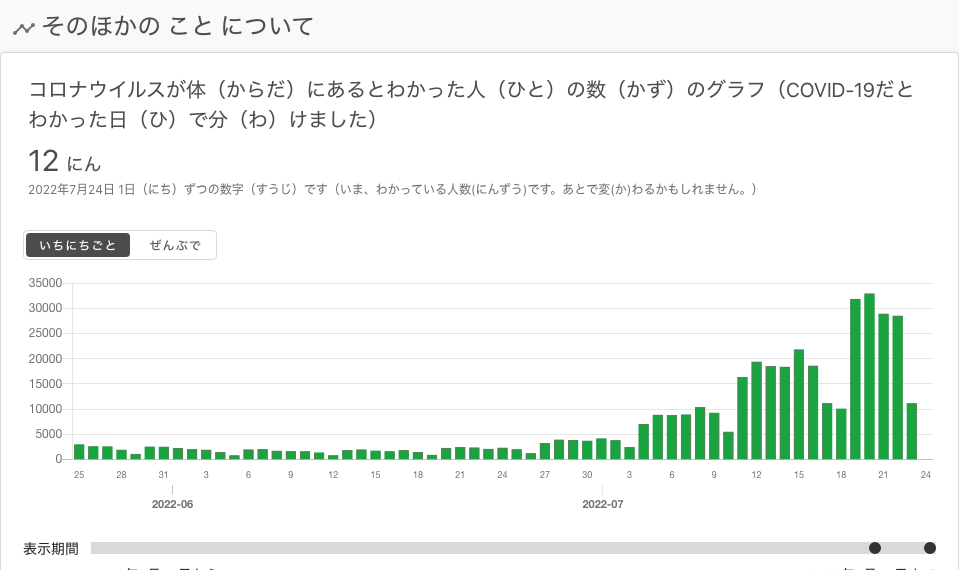 そのほかの こと について
コロナウイルスが体（からだ）にあるとわかった人（ひと）の数（かず）のグラフ（COVID-19だと
わかった日（ひ）で分（わ）けました）
12 にん
2022年7月24日 1日（にち）ずつの数字（すうじ）です（いま、わかっている人数(にんずう)です。あとで変(か)わるかもしれません。）
いちにちごと ぜんぶで
35000
30000
25000
20000
15000
10000
5000
0
25 28 31 3 6 9 12 15 18 21 24 27 30 3 6 9 12 15 18 21 24
2022-06 2022-07
表示期間